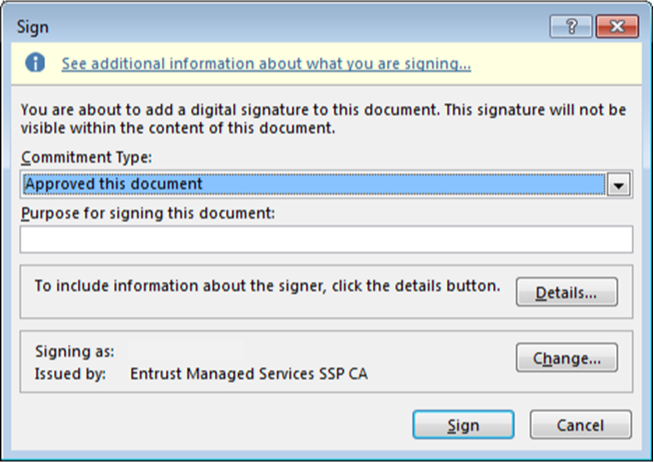 Sign
?
See additional information about what you are signing...
You are about to add a digital signature to this document. This signature will not be
visible within the content of this document.
Commitment Type:
Approved this document
Purpose for signing this document:
To include information about the signer, click the details button.
Details...
Signing as:
Change...
Issued by: Entrust Managed Services SSP CA
Sign
Cancel